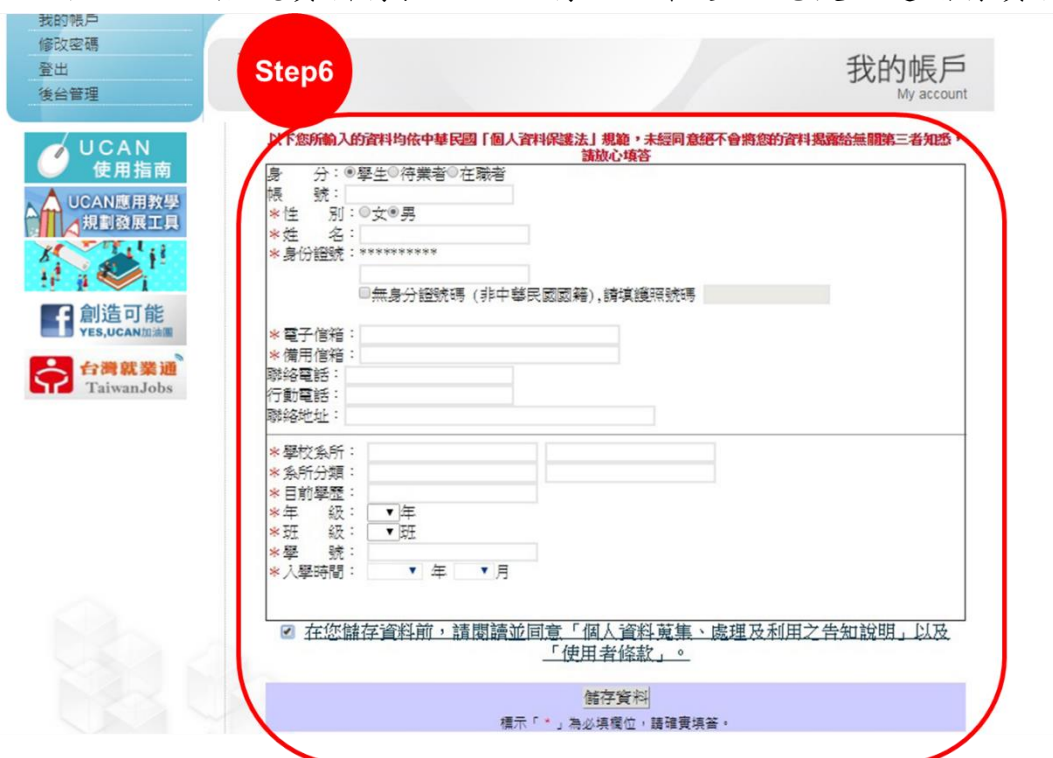 我的帳戶
修改密碼
登出
後台管理
Step6
我的帳戶
My account
UCAN
使用指南
UCAN應用教學
規劃發展工具
創造可能
YES,UCAN加油團
台灣就業通
TaiwanJobs
以下您所輸入的資料均依中華民國「個人資料保護法」規範，未經同意絕不會將您的資料揭露給無關第三者知悉，
請放心填答
身 分：學生 待業者 在職者
帳 號：
*性 別：女 男
*姓 名：
*身份證號：**********
無身分證號碼 (非中華民國國籍),請填護照號碼
*電子信箱：
*備用信箱：
聯絡電話：
行動電話：
聯絡地址：
*學校系所：
*系所分類：
*目前學歷：
*年 級： 年
*班 級： 班
*學 號：
*入學時間： 年 月
在您儲存資料前，請閱讀並同意「個人資料蒐集、處理及利用之告知說明」以及
「使用者條款」。
儲存資料
標示「*」為必填欄位，請確實填答。